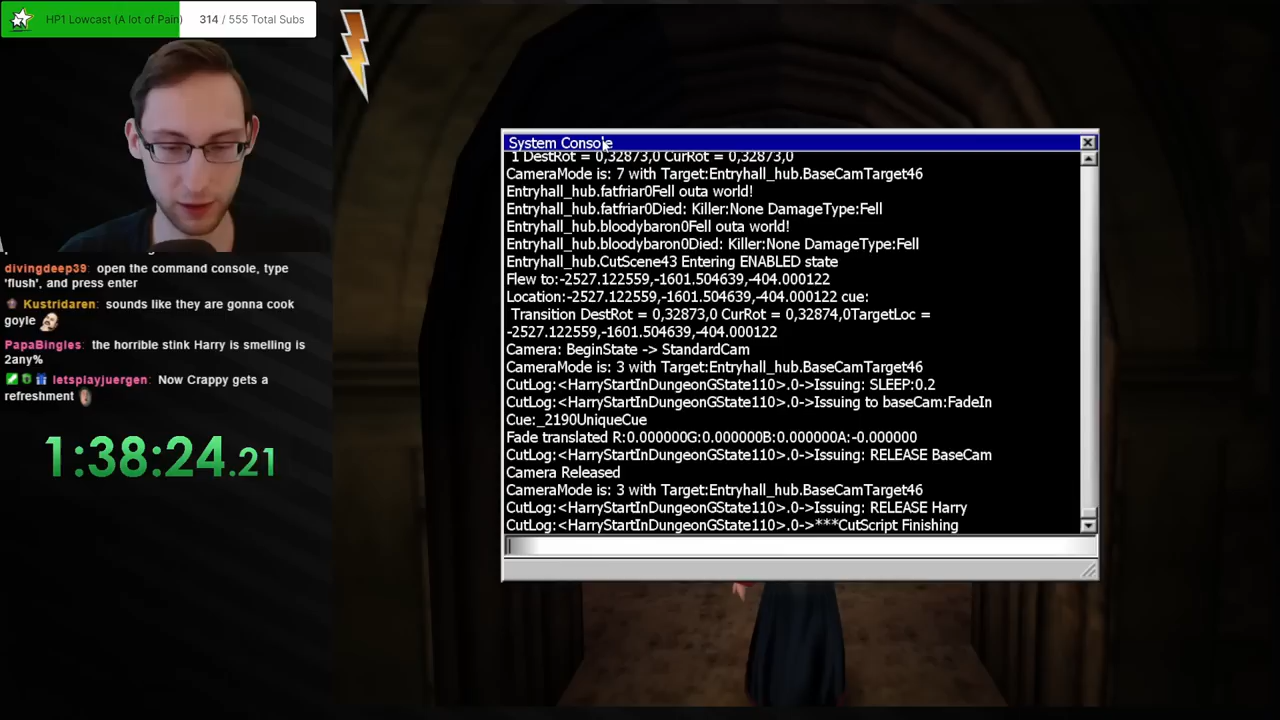 HP1 Lowcast (A lot of Pain)
314 / 555 Total Subs
divingdeep39: open the command console, type
'flush', and press enter
Kustridaren: sounds like they are gonna cook
goyle
PapaBingles: the horrible stink Harry is smelling is
2any%
letsplayjuergen: Now Crappy gets a
refreshment
1:38:24.21
System Console
1 DestRot = 0,32873,0 CurRot = 0,32873,0
CameraMode is: 7 with Target:Entryhall_hub.BaseCamTarget46
Entryhall_hub.fatfriar0Fell outa world!
Entryhall_hub.fatfriar0Died: Killer:None DamageType:Fell
Entryhall_hub.bloodybaron0Fell outa world!
Entryhall_hub.bloodybaron0Died: Killer:None DamageType:Fell
Entryhall_hub.CutScene43 Entering ENABLED state
Flew to:-2527.122559,-1601.504639,-404.000122
Location:-2527.122559,-1601.504639,-404.000122 cue:
Transition DestRot = 0,32873,0 CurRot = 0,32874,0TargetLoc =
-2527.122559,-1601.504639,-404.000122
Camera: BeginState -> StandardCam
CameraMode is: 3 with Target:Entryhall_hub.BaseCamTarget46
CutLog:<HarryStartInDungeonGState110>.0->Issuing: SLEEP:0.2
CutLog:<HarryStartInDungeonGState110>.0->Issuing to baseCam:FadeIn
Cue:_2190UniqueCue
Fade translated R:0.000000G:0.000000B:0.000000A:-0.000000
CutLog:<HarryStartInDungeonGState110>.0->Issuing: RELEASE BaseCam
Camera Released
CameraMode is: 3 with Target:Entryhall_hub.BaseCamTarget46
CutLog:<HarryStartInDungeonGState110>.0->Issuing: RELEASE Harry
CutLog:<HarryStartInDungeonGState110>.0->***CutScript Finishing